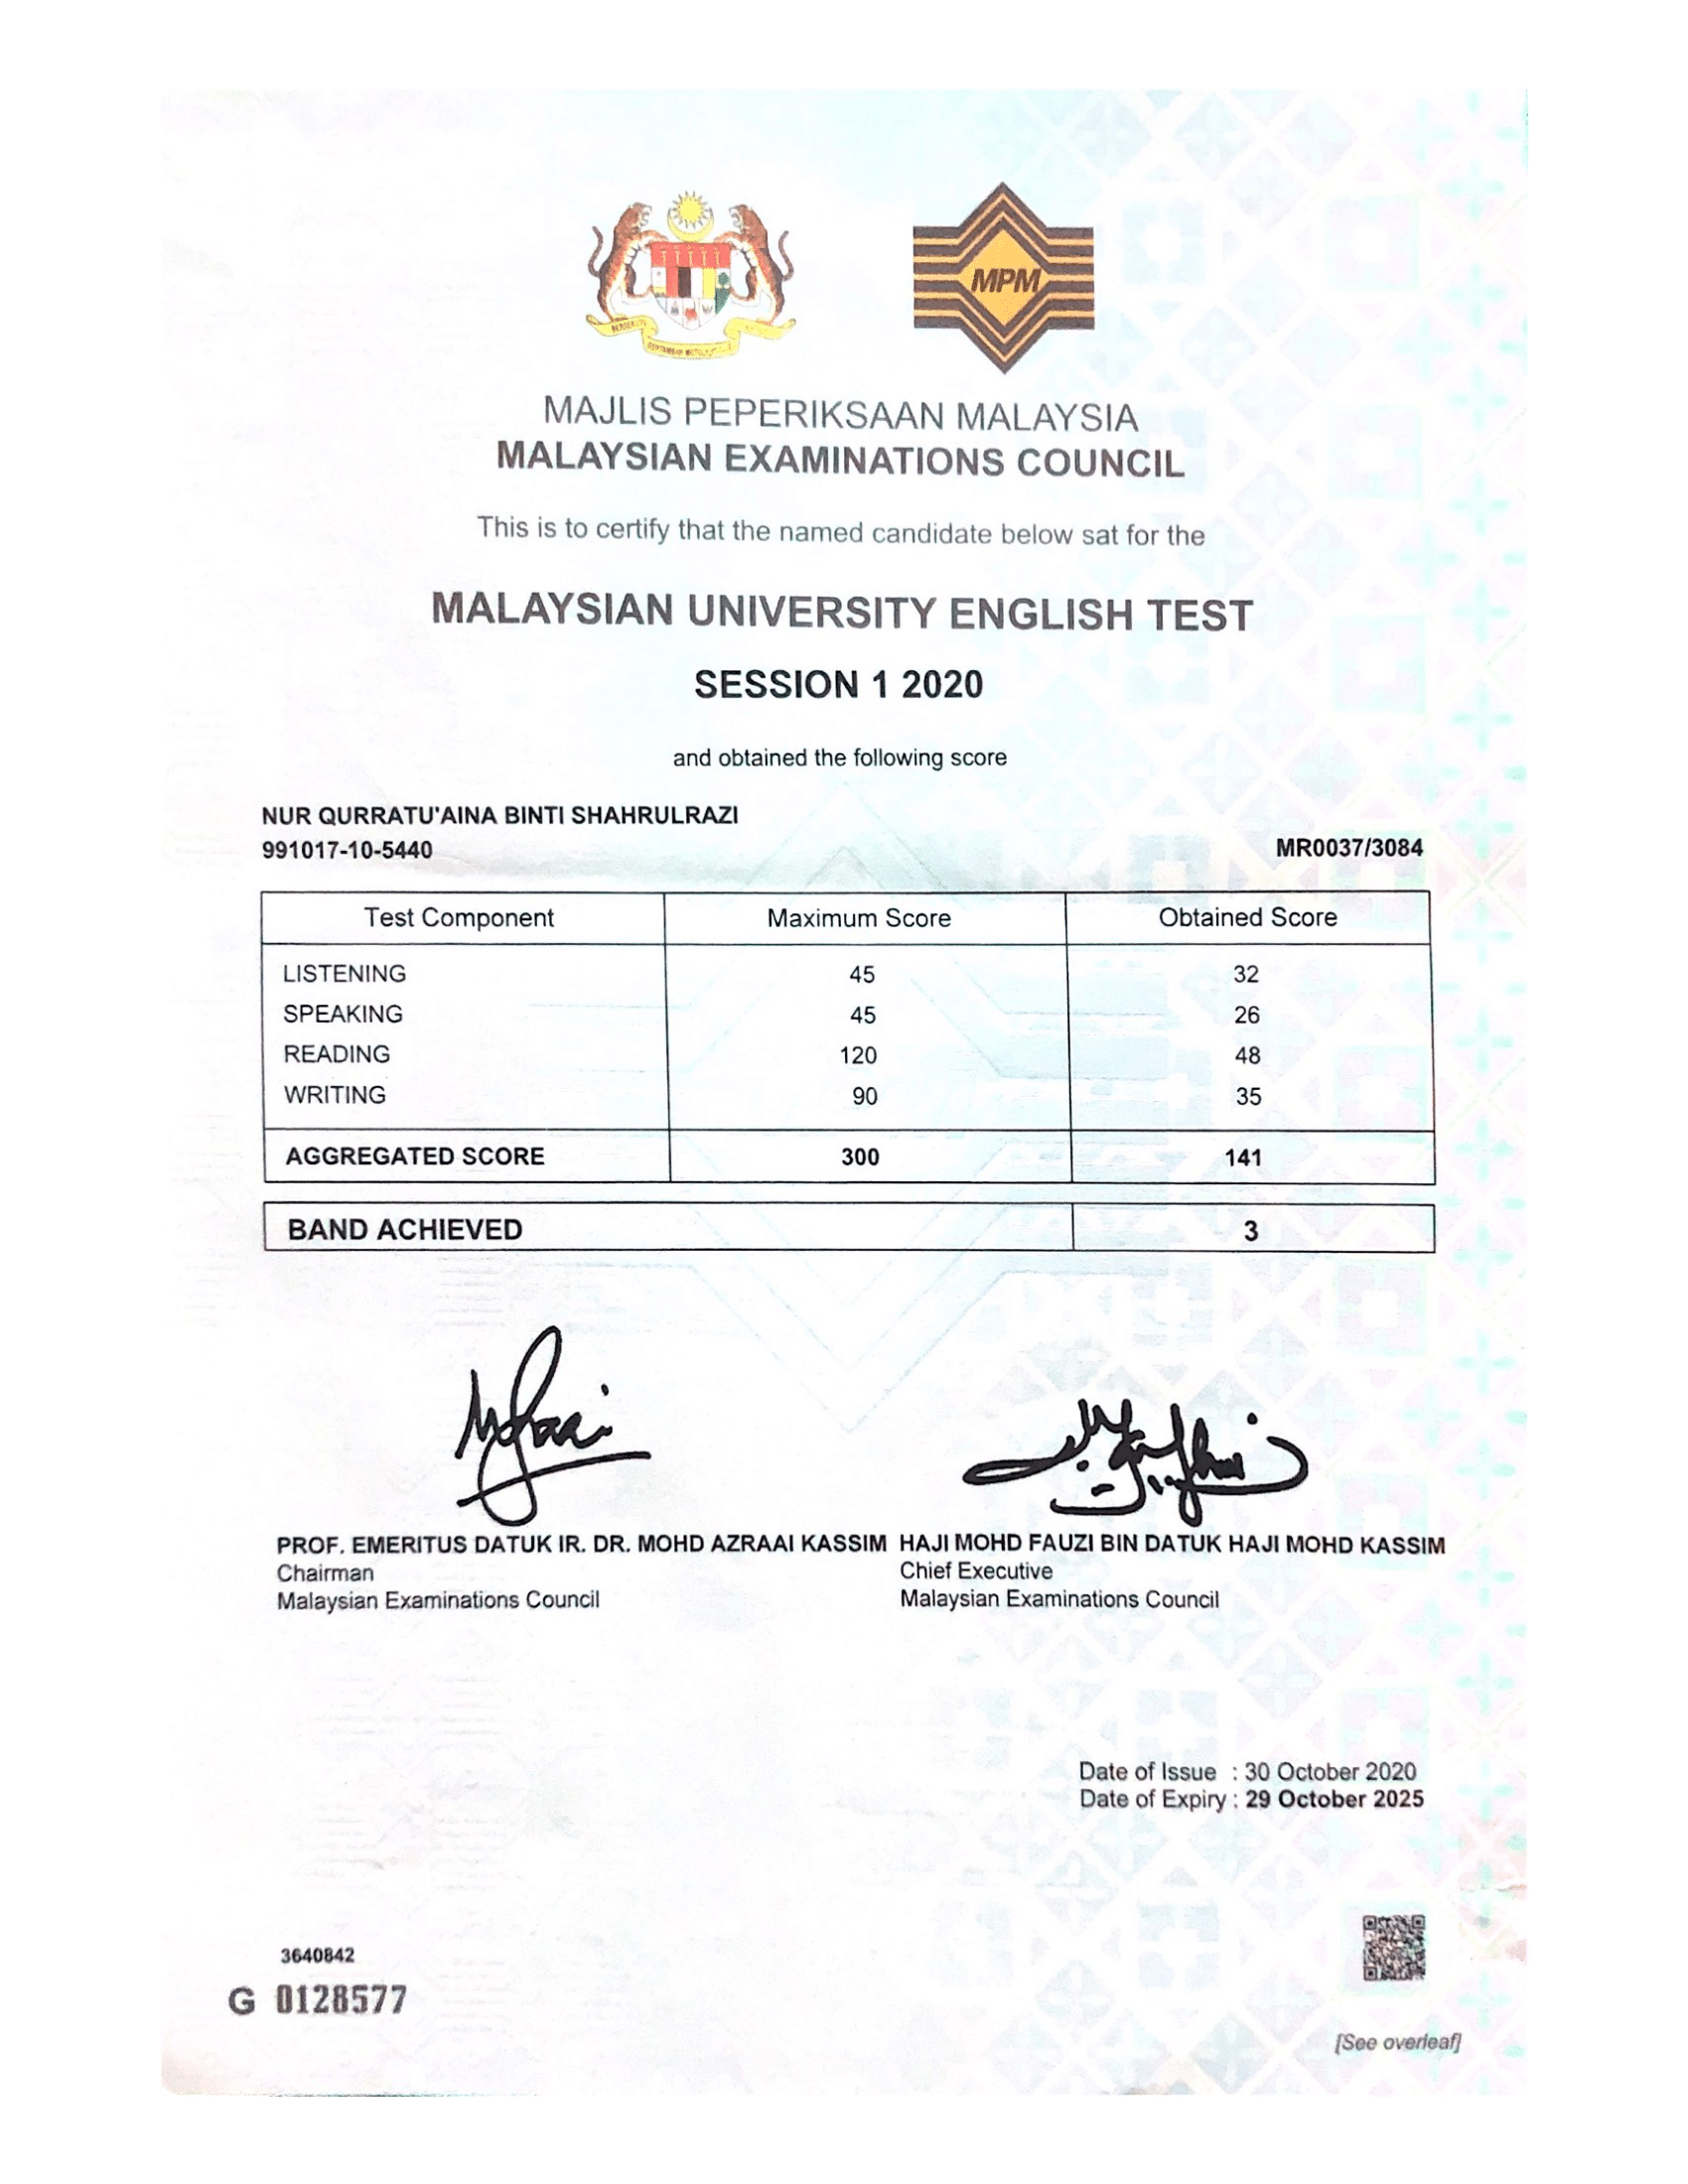 MPM
MAJLIS PEPERIKSAAN MALAYSIA
MALAYSIAN EXAMINATIONS COUNCIL
This is to certify that the named candidate below sat for the
MALAYSIAN UNIVERSITY ENGLISH TEST
SESSION 1 2020
and obtained the following score
NUR QURRATU'AINA BINTI SHAHRULRAZI
991017-10-5440 MR0037/3084
Test Component Maximum Score Obtained Score
LISTENING 45 32
SPEAKING 45 26
READING 120 48
WRITING 90 35
AGGREGATED SCORE 300 141
BAND ACHIEVED 3
PROF. EMERITUS DATUK IR. DR. MOHD AZRAAI KASSIM HAJI MOHD FAUZI BIN DATUK HAJI MOHD KASSIM
Chairman Chief Executive
Malaysian Examinations Council Malaysian Examinations Council
Date of Issue : 30 October 2020
Date of Expiry : 29 October 2025
3640842
G 0128577
[See overleaf]